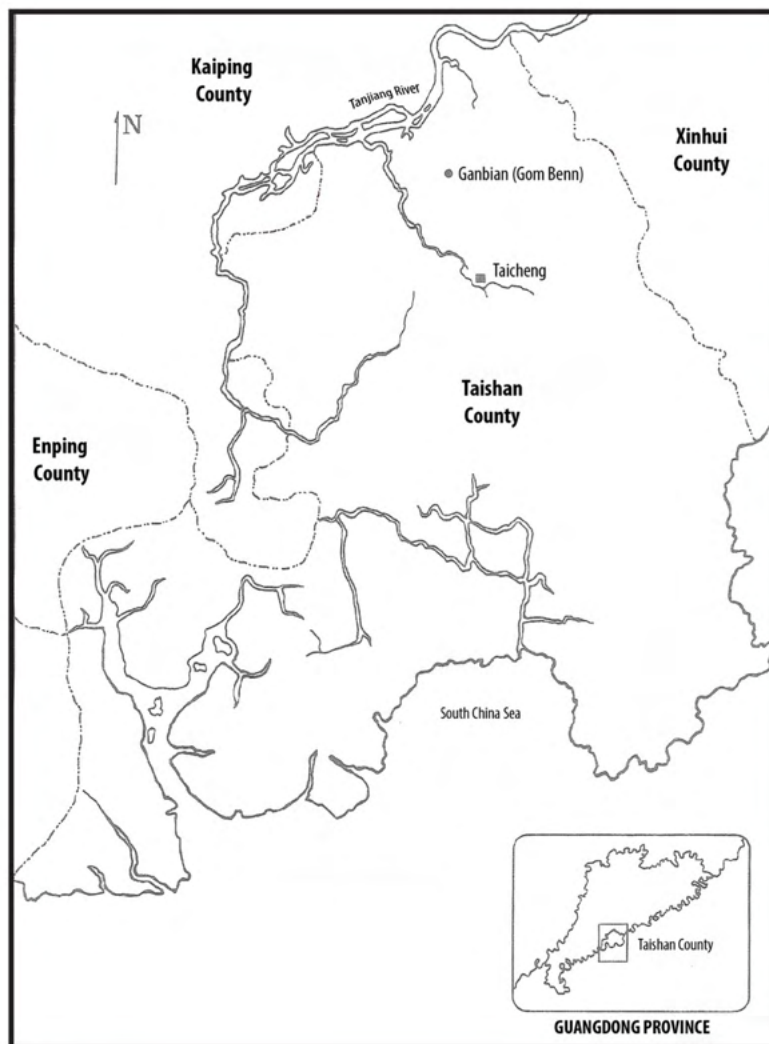 Kaiping
County
Tanjiang River
N
Xinhui
County
Ganbian (Gom Benn)
Taicheng
Taishan
County
Enping
County
South China Sea
Taishan County
GUANGDONG PROVINCE